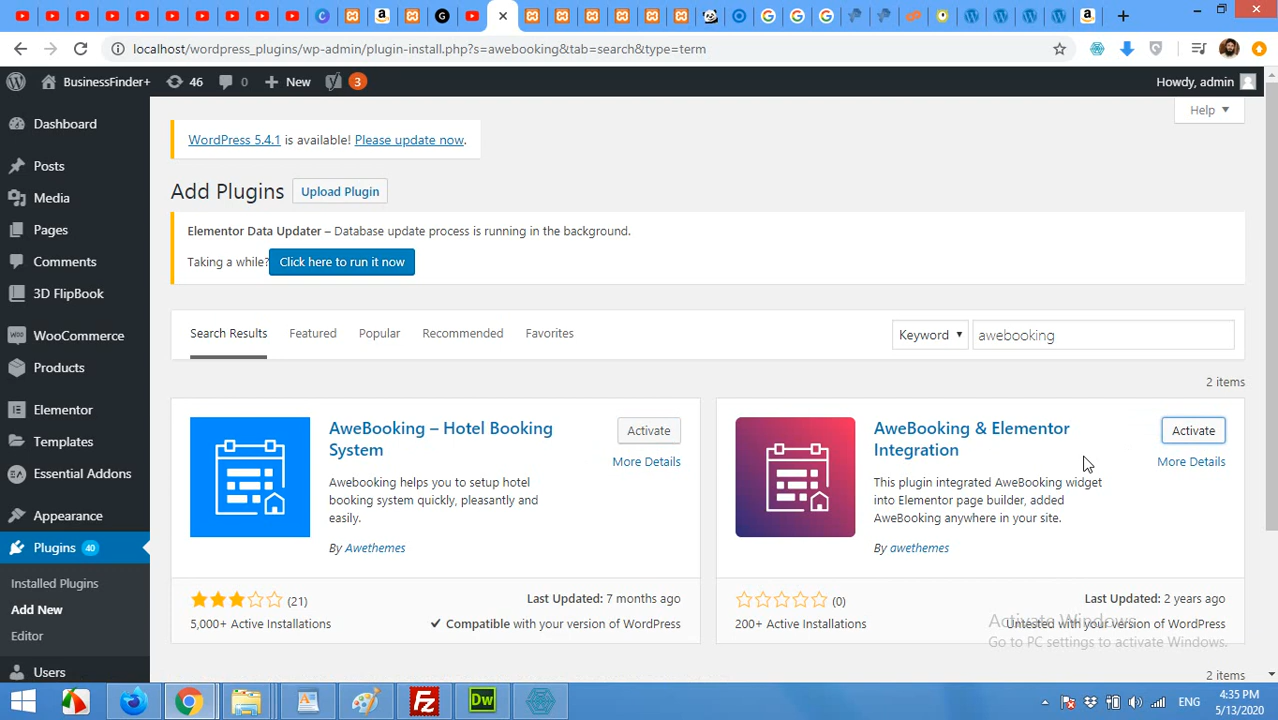 localhost/wordpress_plugins/wp-admin/plugin-install.php?s=awebooking&tab=search&type=term
BusinessFinder+ 46 0 New 3 Howdy, admin
Help
Dashboard
Posts
Media
Pages
Comments
3D FlipBook
WooCommerce
Products
Elementor
Templates
Essential Addons
Appearance
Plugins 40
Installed Plugins
Add New
Editor
Users
WordPress 5.4.1 is available! Please update now.
Add Plugins Upload Plugin
Elementor Data Updater – Database update process is running in the background.
Taking a while? Click here to run it now
Search Results Featured Popular Recommended Favorites Keyword awebooking
2 items
AweBooking – Hotel Booking
System
Activate
More Details
Awebooking helps you to setup hotel
booking system quickly, pleasantly and
easily.
By Awethemes
(21)
5,000+ Active Installations
Last Updated: 7 months ago
Compatible with your version of WordPress
AweBooking & Elementor
Integration
Activate
More Details
This plugin integrated AweBooking widget
into Elementor page builder, added
AweBooking anywhere in your site.
By awethemes
(0)
200+ Active Installations
Last Updated: 2 years ago
Untested with your version of WordPress
Activate Windows
Go to PC settings to activate Windows.
2 items
Dw
ENG
4:35 PM
5/13/2020